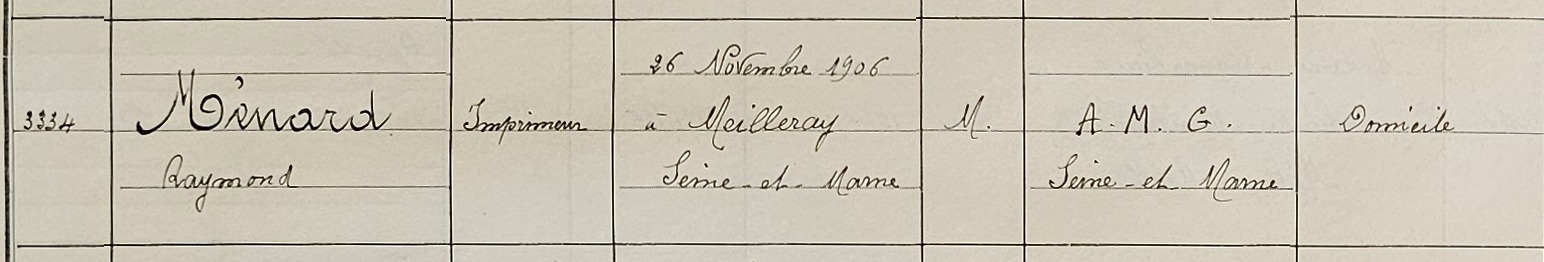 26 Novembre 1906
3334 Ménard Imprimeur à Meilleray M. A. M. G. Domicile
Raymond Seine-et-Marne Seine-et Marne